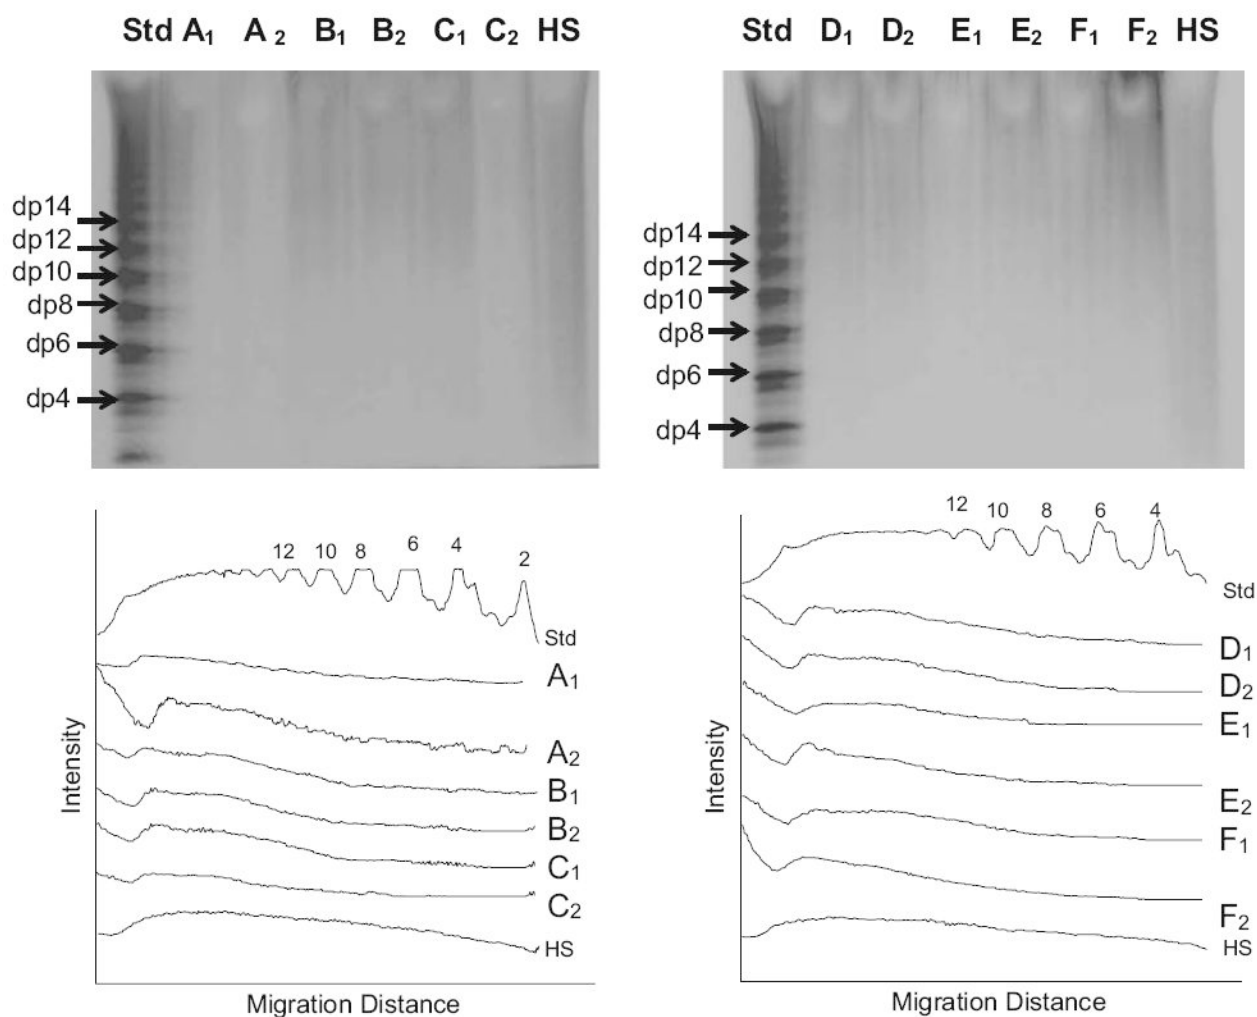 Std A₁ A ₂ B₁ B₂ C₁ C₂ HS
dp14
dp12
dp10
dp8
dp6
dp4
12 10 8 6 4 2
Std
A₁
A₂
B₁
B₂
C₁
C₂
HS
Intensity
Migration Distance
Std D₁ D₂ E₁ E₂ F₁ F₂ HS
dp14
dp12
dp10
dp8
dp6
dp4
12 10 8 6 4
Std
D₁
D₂
E₁
E₂
F₁
F₂
HS
Intensity
Migration Distance